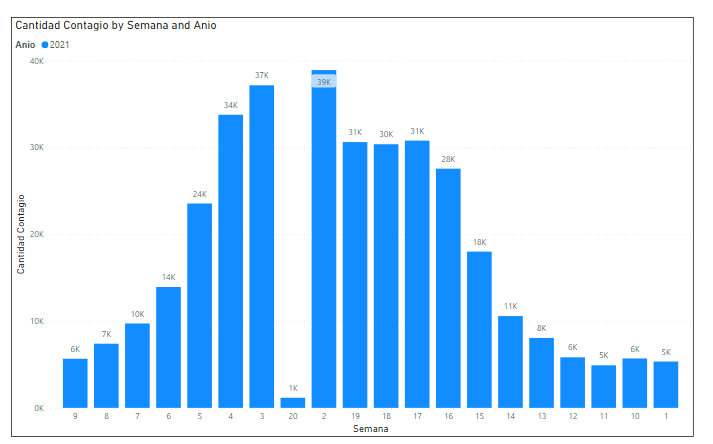 Cantidad Contagio by Semana and Anio
Anio 2021
40K
30K
20K
10K
0K
Cantidad Contagio
6K
7K
10K
14K
24K
34K
37K
1K
39K
31K
30K
31K
28K
18K
11K
8K
6K
5K
6K
5K
9 8 7 6 5 4 3 20 2 19 18 17 16 15 14 13 12 11 10 1
Semana